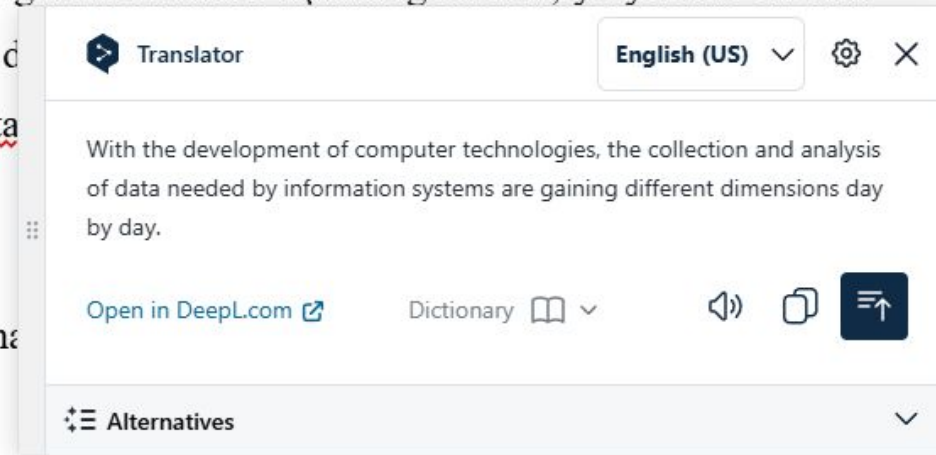 Translator
English (US)
With the development of computer technologies, the collection and analysis
of data needed by information systems are gaining different dimensions day
by day.
Open in DeepL.com
Dictionary
Alternatives